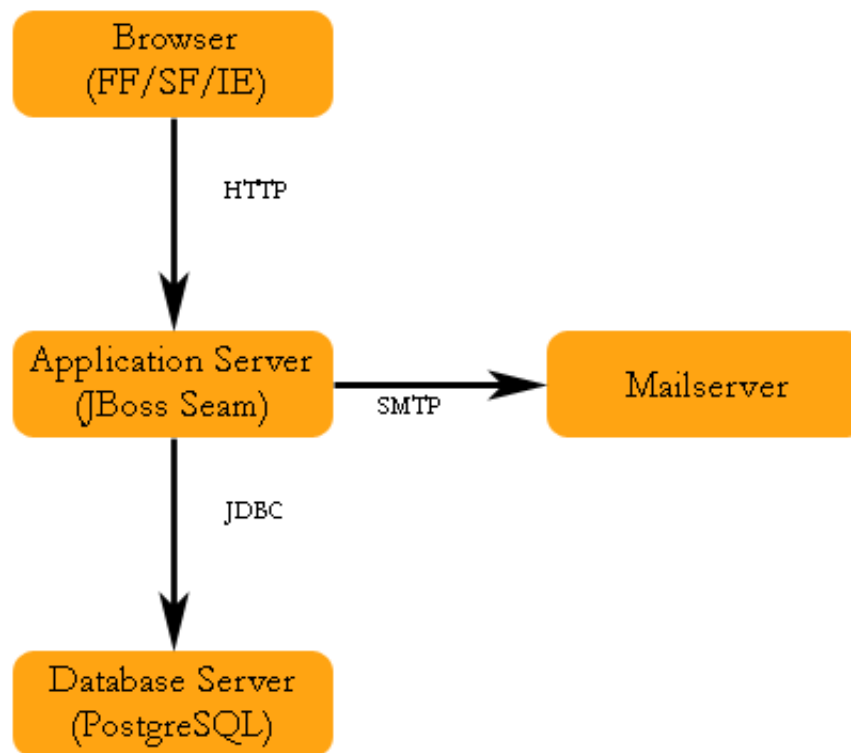 Browser
(FF/SF/IE)
HTTP
Application Server
(JBoss Seam)
SMTP
Mailserver
JDBC
Database Server
(PostgreSQL)